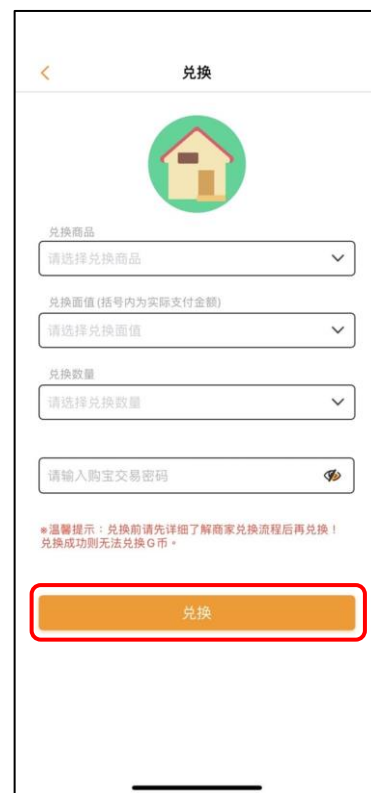 兑换
兑换商品
请选择兑换商品
兑换面值(括号内为实际支付金额)
请选择兑换面值
兑换数量
请选择兑换数量
请输入购宝交易密码
*温馨提示：兑换前请先详细了解商家兑换流程后再兑换！
兑换成功则无法兑换G币。
兑换